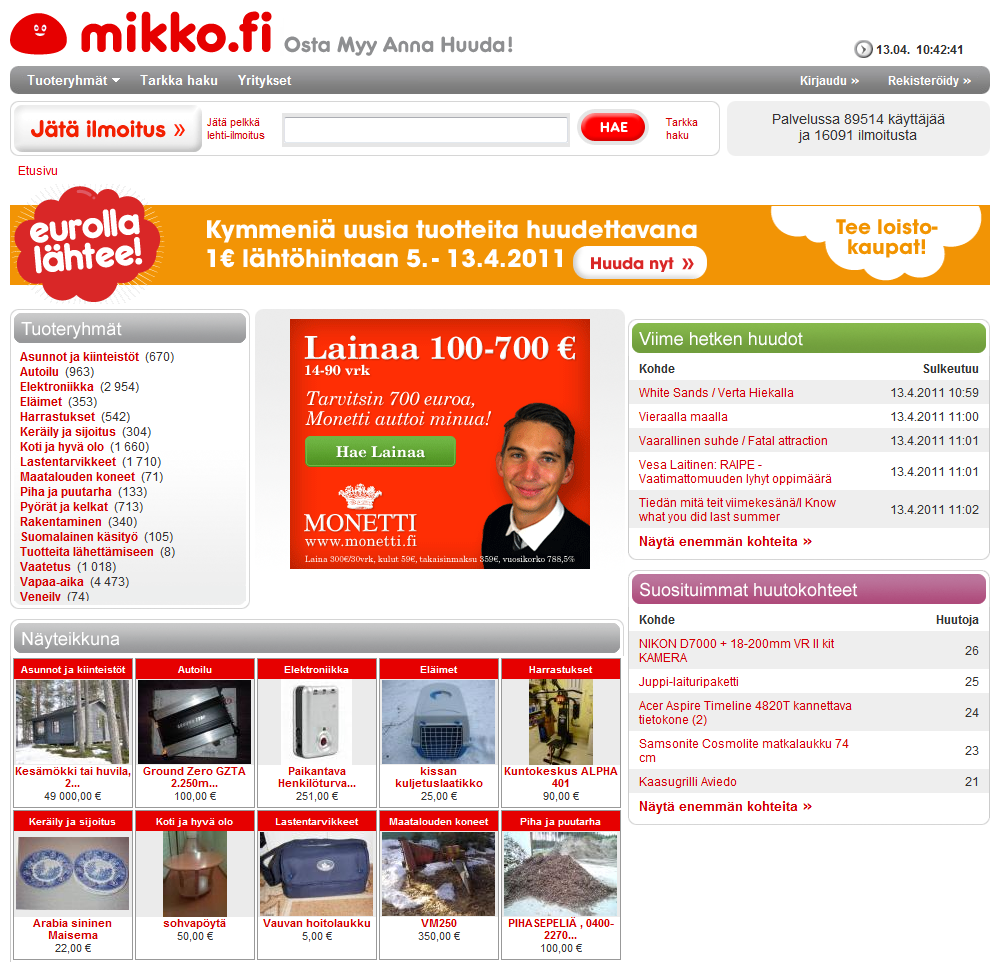 mikko.fi Osta Myy Anna Huuda!
13.04. 10:42:41
Tuoteryhmät Tarkka haku Yritykset Kirjaudu » Rekisteröidy »
Jätä ilmoitus »
Jätä pelkkä
lehti-ilmoitus
HAE
Tarkka
haku
Palvelussa 89514 käyttäjää
ja 16091 ilmoitusta
Etusivu
eurolla
lähtee!
Kymmeniä uusia tuotteita huudettavana
1€ lähtöhintaan 5. - 13.4.2011 Huuda nyt »
Tee loisto-
kaupat!
Tuoteryhmät
Asunnot ja kiinteistöt (670)
Autoilu (963)
Elektroniikka (2 954)
Eläimet (353)
Harrastukset (542)
Keräily ja sijoitus (304)
Koti ja hyvä olo (1 660)
Lastentarvikkeet (1 710)
Maatalouden koneet (71)
Piha ja puutarha (133)
Pyörät ja kelkat (713)
Rakentaminen (340)
Suomalainen käsityö (105)
Tuotteita lähettämiseen (8)
Vaatetus (1 018)
Vapaa-aika (4 473)
Veneily (74)
Lainaa 100-700 €
14-90 vrk
Tarvitsin 700 euroa,
Monetti auttoi minua!
Hae Lainaa
MONETTI
www.monetti.fi
Laina 300€/30vrk, kulut 59€, takaisinmaksu 359€, vuosikorko 788,5%
Viime hetken huudot
Kohde Sulkeutuu
White Sands / Verta Hiekalla 13.4.2011 10:59
Vieraalla maalla 13.4.2011 11:00
Vaarallinen suhde / Fatal attraction 13.4.2011 11:01
Vesa Laitinen: RAIPE -
Vaatimattomuuden lyhyt oppimäärä 13.4.2011 11:01
Tiedän mitä teit viimekesänä/I Know
what you did last summer 13.4.2011 11:02
Näytä enemmän kohteita »
Suosituimmat huutokohteet
Kohde Huutoja
NIKON D7000 + 18-200mm VR II kit
KAMERA 26
Juppi-laituripaketti 25
Acer Aspire Timeline 4820T kannettava
tietokone (2) 24
Samsonite Cosmolite matkalaukku 74
cm 23
Kaasugrilli Aviedo 21
Näytä enemmän kohteita »
Näyteikkuna
Asunnot ja kiinteistöt Autoilu Elektroniikka Eläimet Harrastukset
Kesämökki tai huvila,
2...
49 000,00 €
Ground Zero GZTA
2.250m...
100,00 €
Paikantava
Henkilöturva...
251,00 €
kissan
kuljetuslaatikko
25,00 €
Kuntokeskus ALPHA
401
90,00 €
Keräily ja sijoitus Koti ja hyvä olo Lastentarvikkeet Maatalouden koneet Piha ja puutarha
Arabia sininen
Maisema
22,00 €
sohvapöytä
50,00 €
Vauvan hoitolaukku
5,00 €
VM250
350,00 €
PIHASEPELIÄ , 0400-
2270...
100,00 €